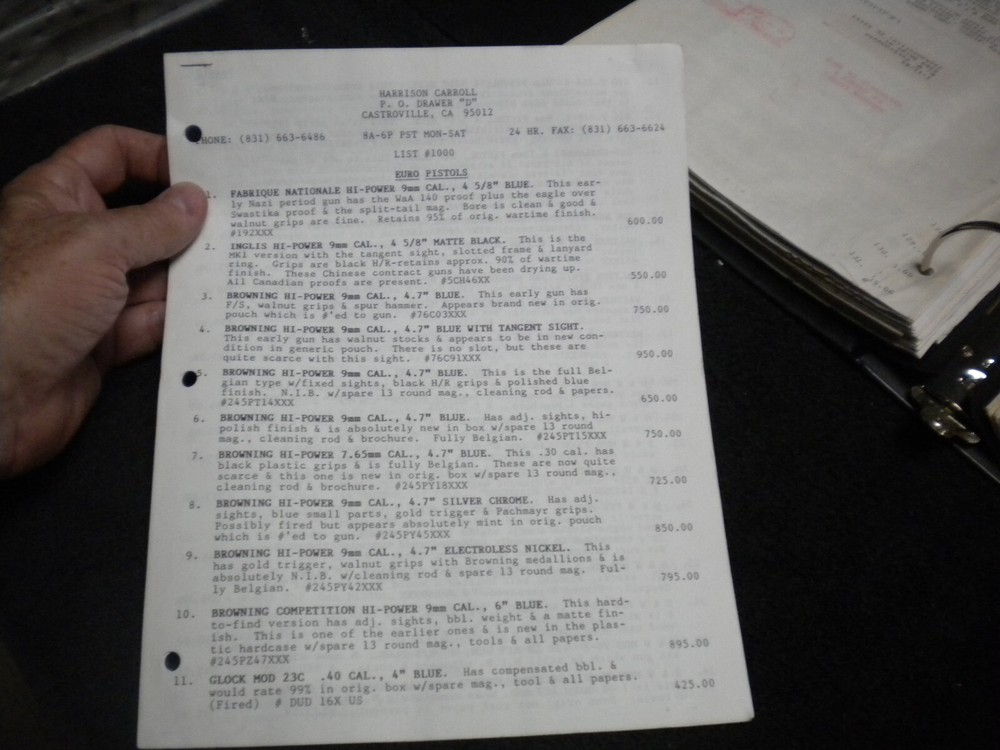 HARRISON CARROLL
P. O. DRAWER "D"
CASTROVILLE, CA 95012
PHONE: (831) 663-6486 8A-6P PST MON-SAT 24 HR. FAX: (831) 663-6624
LIST #1000
EURO PISTOLS
1. FABRIQUE NATIONALE HI-POWER 9mm CAL., 4 5/8" BLUE. This ear-
ly Nazi period gun has the WaA 140 proof plus the eagle over
Swastika proof & the split-tail mag. Bore is clean & good &
walnut grips are fine. Retains 95% of orig. wartime finish. 600.00
#192XXX
2. INGLIS HI-POWER 9mm CAL., 4 5/8" MATTE BLACK. This is the
MKI version with the tangent sight, slotted frame & lanyard
ring. Grips are black H/R-retains approx. 90% of wartime
finish. These Chinese contract guns have been drying up. 550.00
All Canadian proofs are present. #5CH46XX
3. BROWNING HI-POWER 9mm CAL., 4.7" BLUE. This early gun has
F/S, walnut grips & spur hammer. Appears brand new in orig.
pouch which is #'ed to gun. #76C03XXX 750.00
4. BROWNING HI-POWER 9mm CAL., 4.7" BLUE WITH TANGENT SIGHT.
This early gun has walnut stocks & appears to be in new con-
dition in generic pouch. There is no slot, but these are
quite scarce with this sight. #76C91XXX 950.00
5. BROWNING HI-POWER 9mm CAL., 4.7" BLUE. This is the full Bel-
gian type w/fixed sights, black H/R grips & polished blue
finish. N.I.B. w/spare 13 round mag., cleaning rod & papers.
#245PT14XXX 650.00
6. BROWNING HI-POWER 9mm CAL., 4.7" BLUE. Has adj. sights, hi-
polish finish & is absolutely new in box w/spare 13 round
mag., cleaning rod & brochure. Fully Belgian. #245PT15XXX 750.00
7. BROWNING HI-POWER 7.65mm CAL., 4.7" BLUE. This .30 cal. has
black plastic grips & is fully Belgian. These are now quite
scarce & this one is new in orig. box w/spare 13 round mag.,
cleaning rod & brochure. #245PY18XXX 725.00
8. BROWNING HI-POWER 9mm CAL., 4.7" SILVER CHROME. Has adj.
sights, blue small parts, gold trigger & Pachmayr grips.
Possibly fired but appears absolutely mint in orig. pouch
which is #'ed to gun. #245PY45XXX 850.00
9. BROWNING HI-POWER 9mm CAL., 4.7" ELECTROLESS NICKEL. This
has gold trigger, walnut grips with Browning medallions & is
absolutely N.I.B. w/cleaning rod & spare 13 round mag. Ful-
ly Belgian. #245PY42XXX 795.00
10. BROWNING COMPETITION HI-POWER 9mm CAL., 6" BLUE. This hard-
to-find version has adj. sights, bbl. weight & a matte fin-
ish. This is one of the earlier ones & is new in the plas-
tic hardcase w/spare 13 round mag., tools & all papers. 895.00
#245PZ47XXX
11. GLOCK MOD 23C .40 CAL., 4" BLUE. Has compensated bbl. &
would rate 99% in orig. box w/spare mag., tool & all papers. 425.00
(Fired) # DUD 16X US